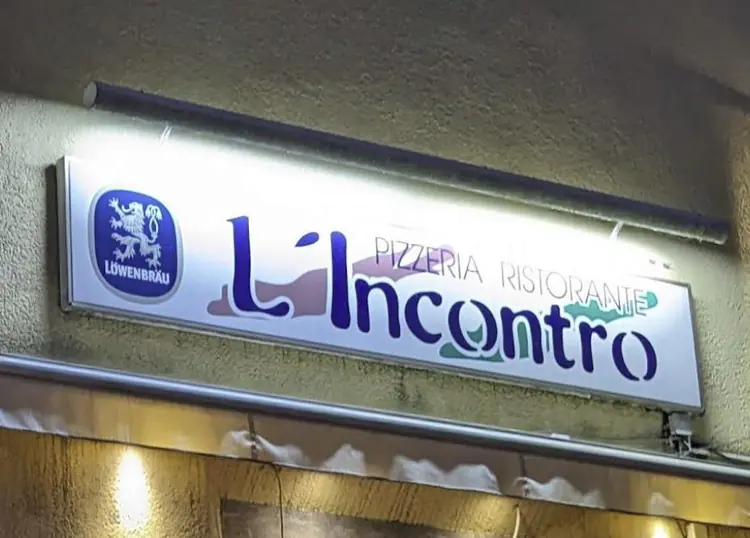 LÖWENBRÄU
PIZZERIA RISTORANTE
L'Incontro